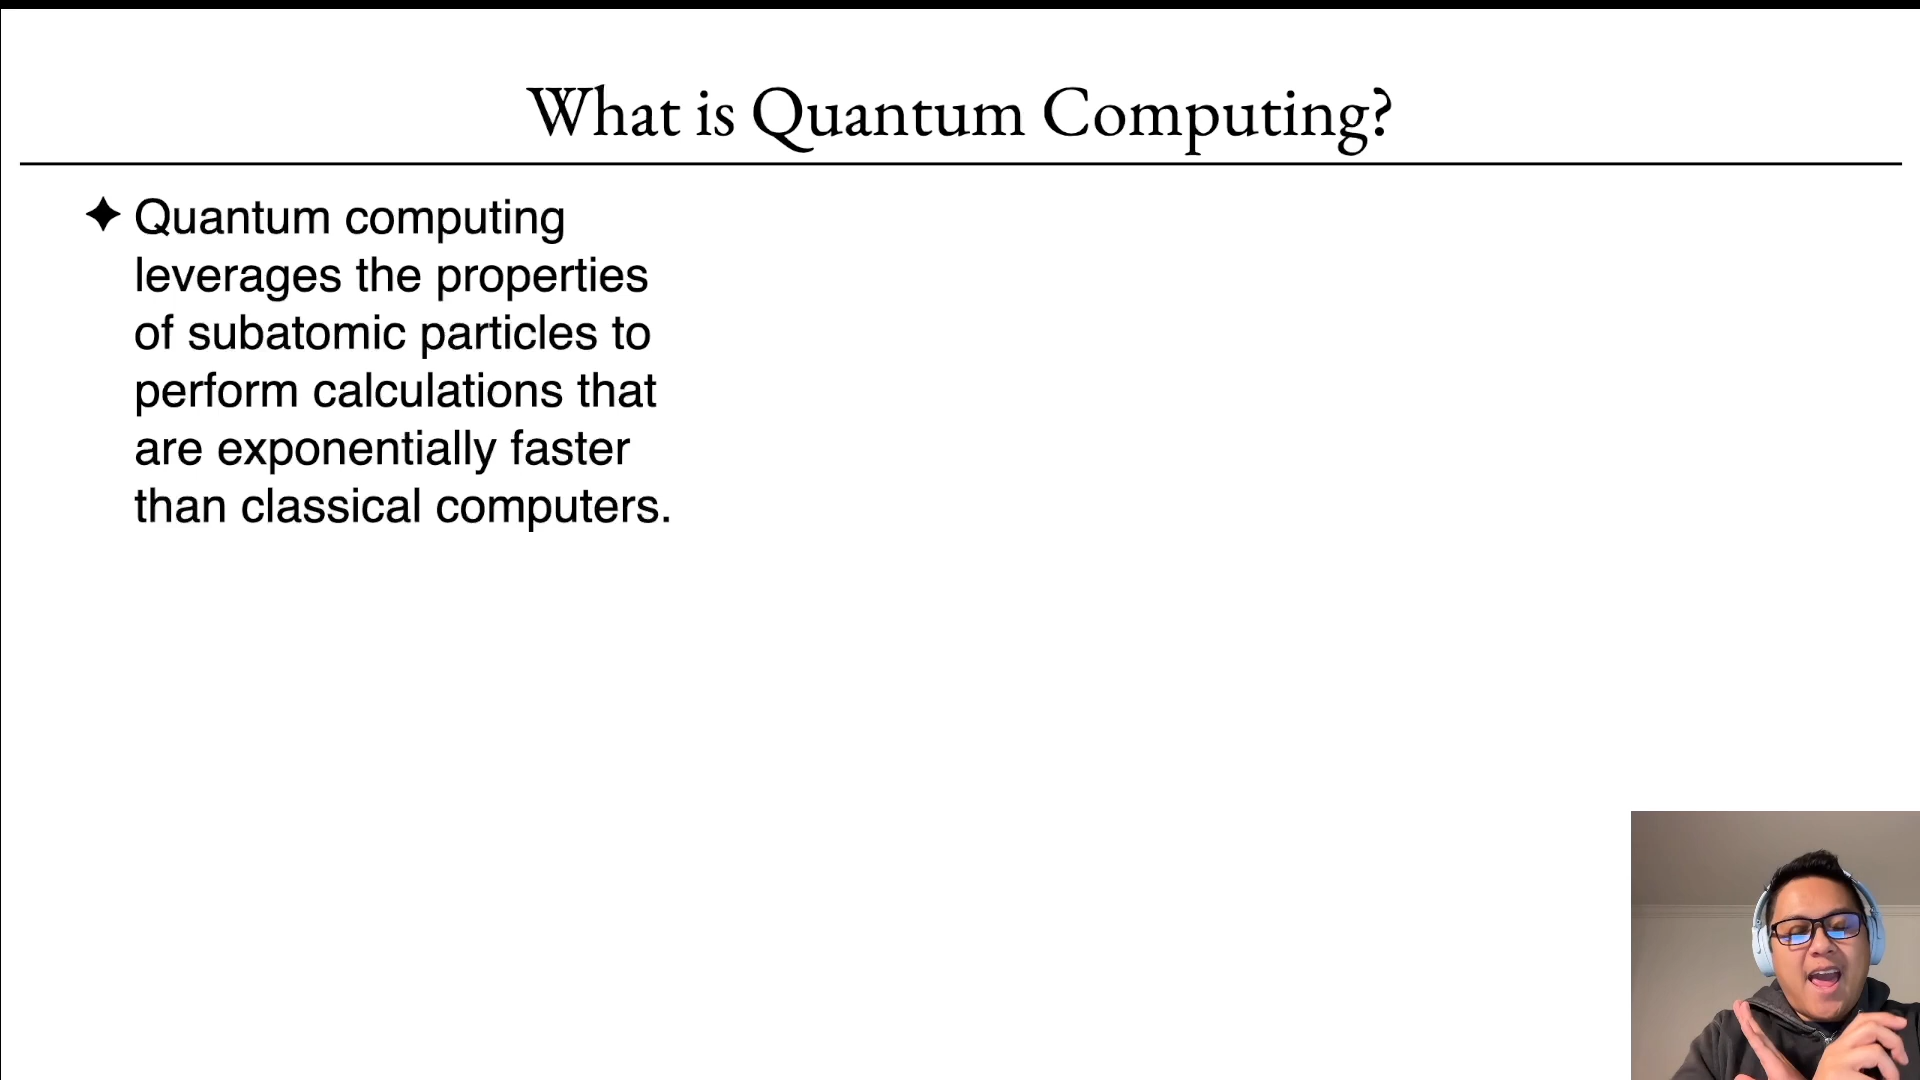 What is Quantum Computing?
✦ Quantum computing
leverages the properties
of subatomic particles to
perform calculations that
are exponentially faster
than classical computers.